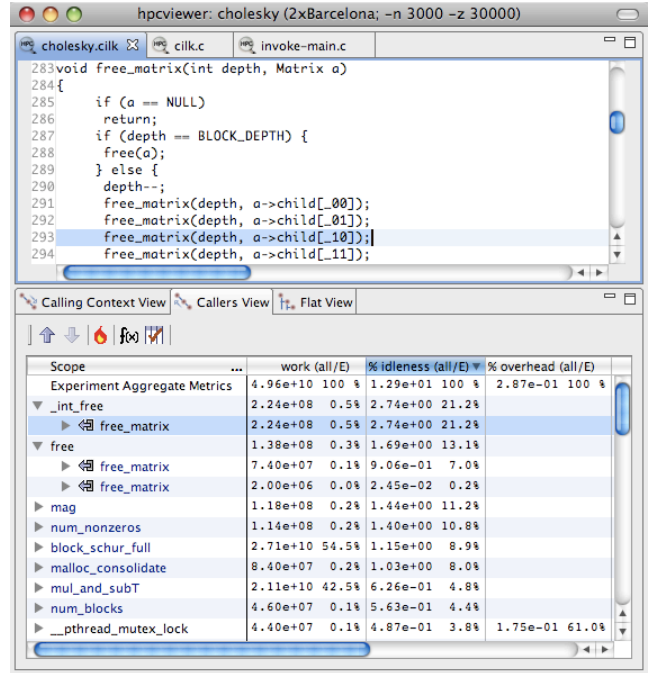 hpcviewer: cholesky (2xBarcelona; -n 3000 -z 30000)
cholesky.cilk cilk.c invoke-main.c
283 void free_matrix(int depth, Matrix a)
284 {
285 if (a == NULL)
286 return;
287 if (depth == BLOCK_DEPTH) {
288 free(a);
289 } else {
290 depth--;
291 free_matrix(depth, a->child[_00]);
292 free_matrix(depth, a->child[_01]);
293 free_matrix(depth, a->child[_10]);
294 free_matrix(depth, a->child[_11]);
Calling Context View Callers View Flat View
f(x)
Scope ... work (all/E) % idleness (all/E) % overhead (all/E)
Experiment Aggregate Metrics 4.96e+10 100 % 1.29e+01 100 % 2.87e-01 100 %
_int_free 2.24e+08 0.5% 2.74e+00 21.2%
free_matrix 2.24e+08 0.5% 2.74e+00 21.2%
free 1.38e+08 0.3% 1.69e+00 13.1%
free_matrix 7.40e+07 0.1% 9.06e-01 7.0%
free_matrix 2.00e+06 0.0% 2.45e-02 0.2%
mag 1.18e+08 0.2% 1.44e+00 11.2%
num_nonzeros 1.14e+08 0.2% 1.40e+00 10.8%
block_schur_full 2.71e+10 54.5% 1.15e+00 8.9%
malloc_consolidate 8.40e+07 0.2% 1.03e+00 8.0%
mul_and_subT 2.11e+10 42.5% 6.26e-01 4.8%
num_blocks 4.60e+07 0.1% 5.63e-01 4.4%
__pthread_mutex_lock 4.40e+07 0.1% 4.87e-01 3.8% 1.75e-01 61.0%